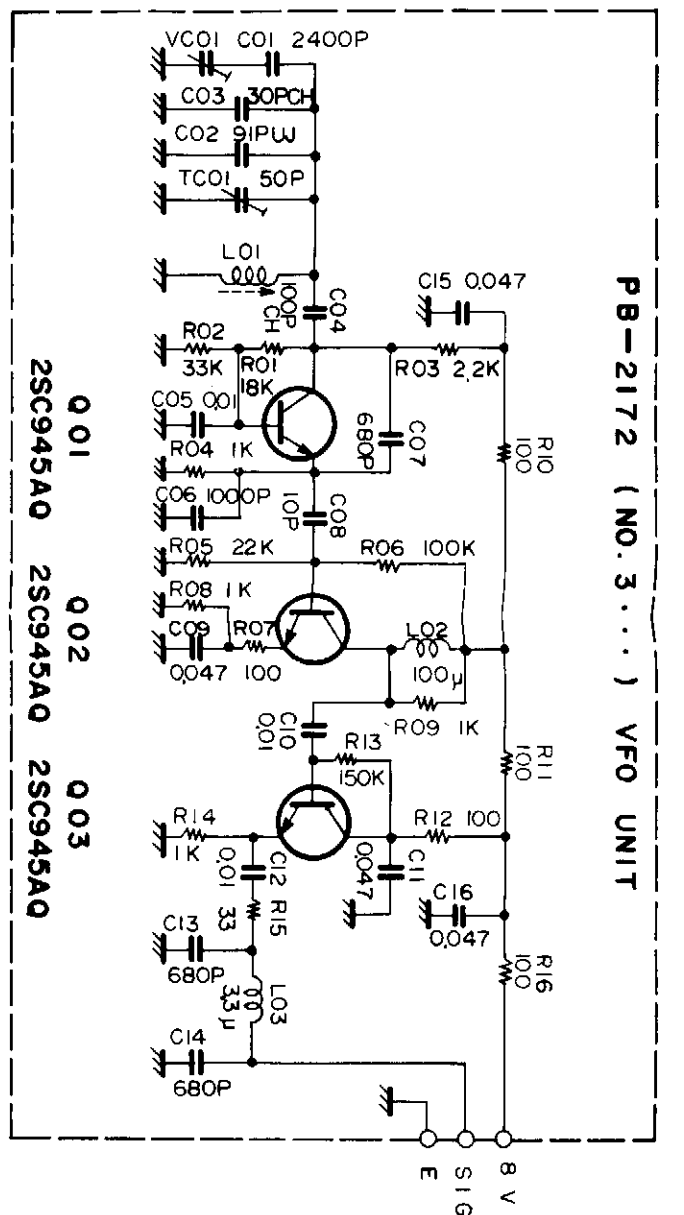 PB-2172 (NO. 3 · · · ) VFO UNIT
VC01 C01 2400P
C03 30PCH
C02 91PUJ
TC01 50P
L01
C04
100P
CH
C15 0.047
R02
33K
R01
18K
R03 2.2K
C05 0.01
R04 1K
C07
680P
R10
100
C06 1000P
C08
10P
R05 22K
R06 100K
R08 1K
C09
0.047
R07
100
L02
100μ
R09 1K
C10
0.01
R13
150K
R11
100
R14
1K
R12 100
C12
0.01
R15
33
C11
0.047
C16
0.047
R16
100
C13
680P
L03
3.3μ
C14
680P
E
SIG
8V
Q01
2SC945AQ
Q02
2SC945AQ
Q03
2SC945AQ